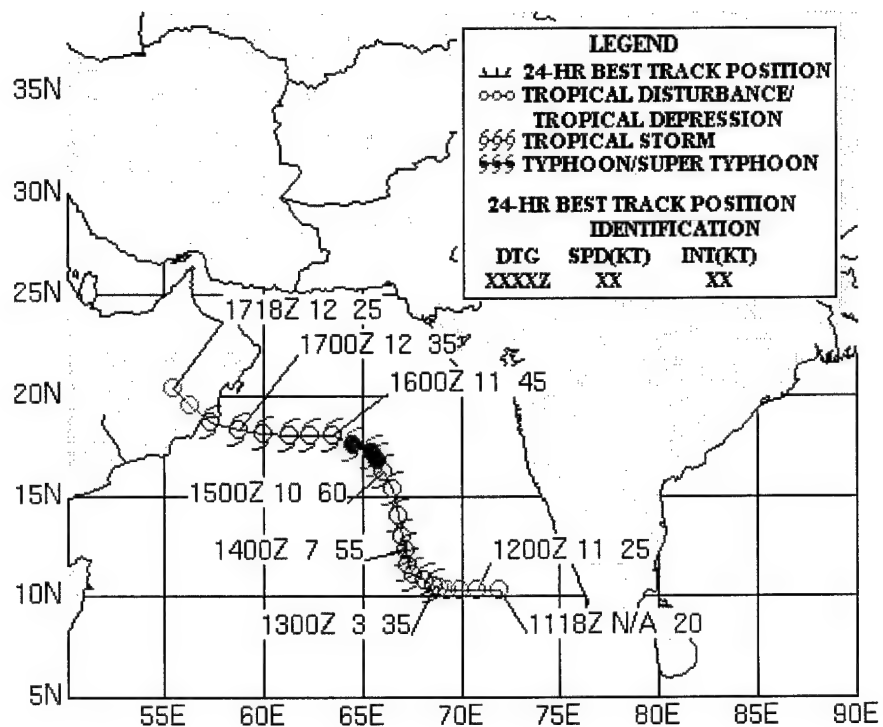 LEGEND
24-HR BEST TRACK POSITION
TROPICAL DISTURBANCE/
TROPICAL DEPRESSION
TROPICAL STORM
TYPHOON/SUPER TYPHOON
24-HR BEST TRACK POSITION
IDENTIFICATION
DTG SPD(KT) INT(KT)
XXXXZ XX XX
35N
30N
25N
1718Z 12 25
1700Z 12 35
20N
1600Z 11 45
15N
1500Z 10 60
1400Z 7 55
1200Z 11 25
10N
1300Z 3 35
1118Z N/A 20
5N
55E 60E 65E 70E 75E 80E 85E 90E